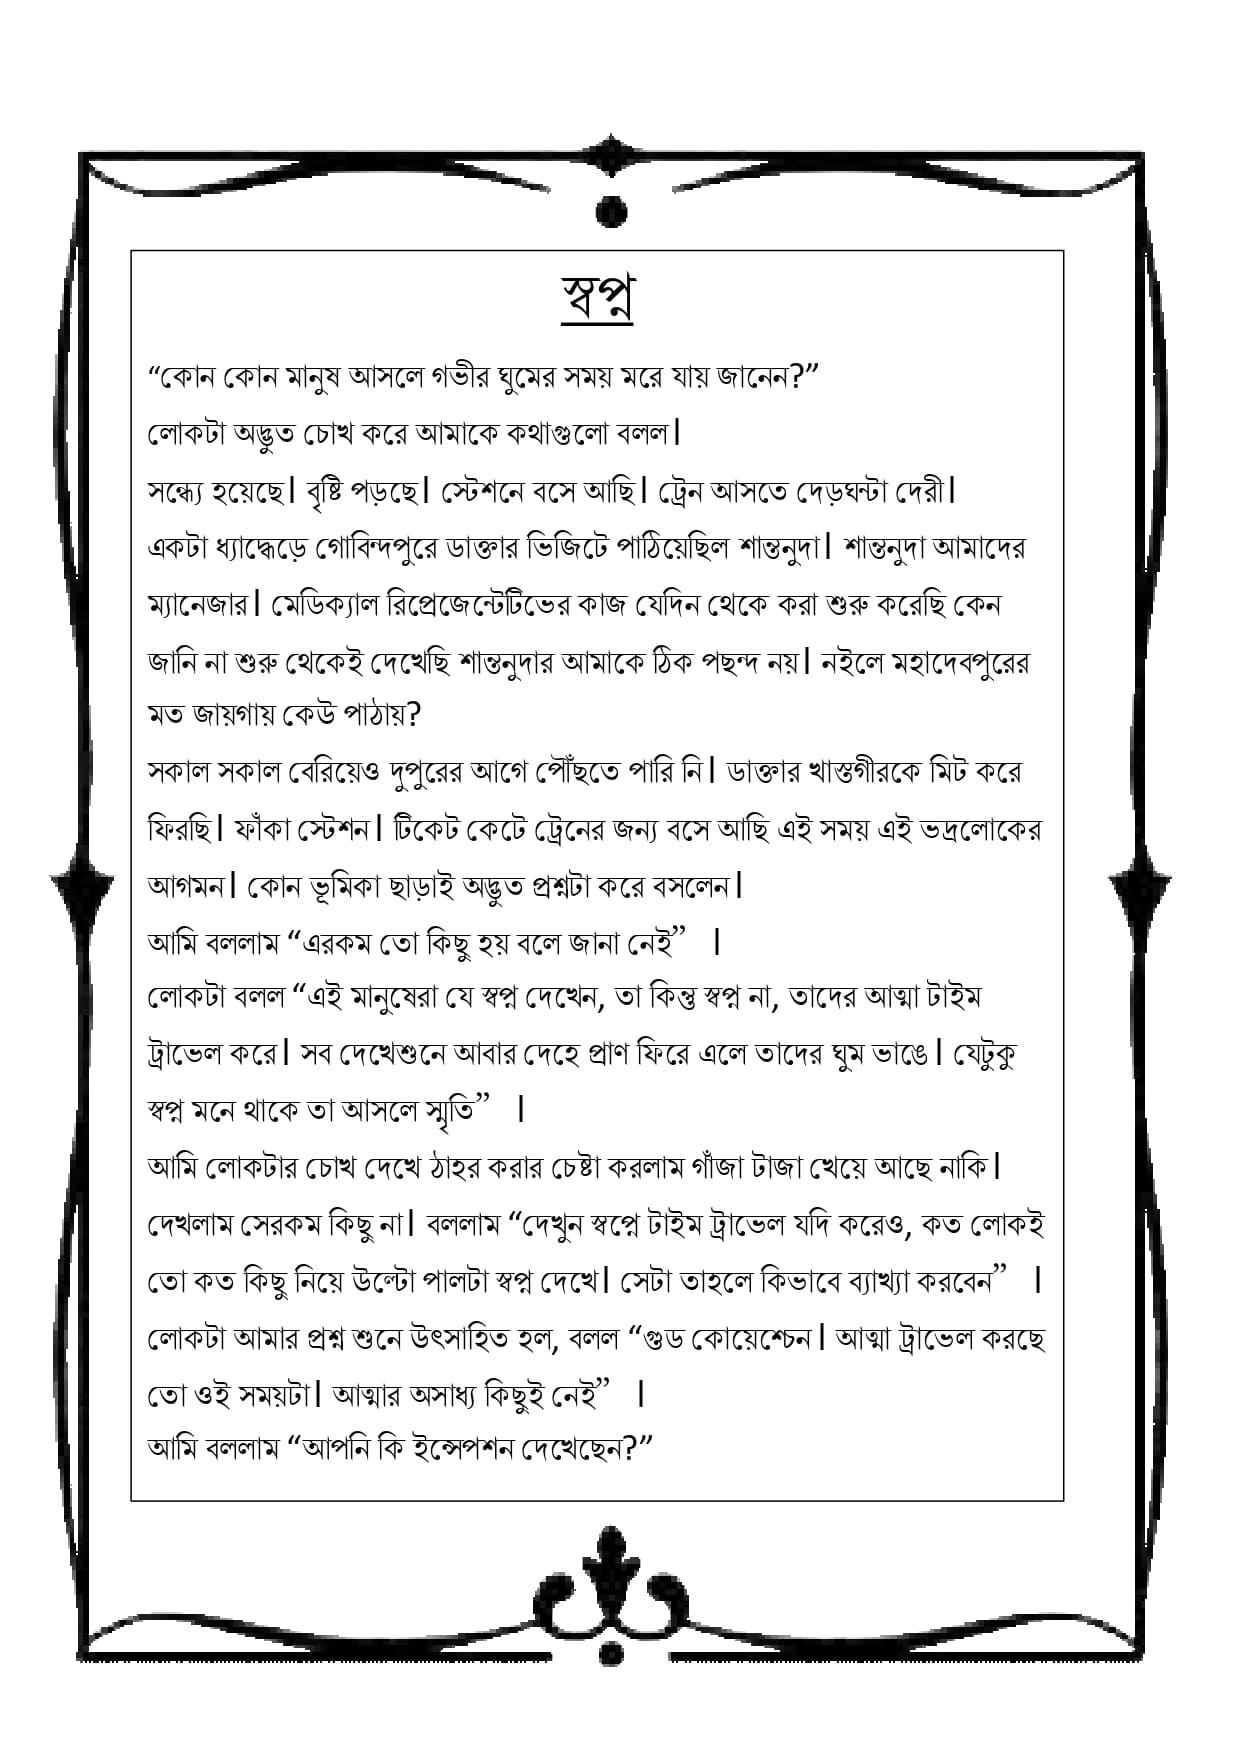 স্বপ্ন
“কোন কোন মানুষ আসলে গভীর ঘুমের সময় মরে যায় জানেন?”
লোকটা অদ্ভুত চোখ করে আমাকে কথাগুলো বলল।
সন্ধ্যে হয়েছে। বৃষ্টি পড়ছে। স্টেশনে বসে আছি। ট্রেন আসতে দেড়ঘন্টা দেরী।
একটা ধ্যাদ্ধেড়ে গোবিন্দপুরে ডাক্তার ভিজিটে পাঠিয়েছিল শান্তনুদা। শান্তনুদা আমাদের
ম্যানেজার। মেডিক্যাল রিপ্রেজেন্টেটিভের কাজ যেদিন থেকে করা শুরু করেছি কেন
জানি না শুরু থেকেই দেখেছি শান্তনুদার আমাকে ঠিক পছন্দ নয়। নইলে মহাদেবপুরের
মত জায়গায় কেউ পাঠায়?
সকাল সকাল বেরিয়েও দুপুরের আগে পৌঁছতে পারি নি। ডাক্তার খাস্তগীরকে মিট করে
ফিরছি। ফাঁকা স্টেশন। টিকেট কেটে ট্রেনের জন্য বসে আছি এই সময় এই ভদ্রলোকের
আগমন। কোন ভূমিকা ছাড়াই অদ্ভুত প্রশ্নটা করে বসলেন।
আমি বললাম “এরকম তো কিছু হয় বলে জানা নেই” ।
লোকটা বলল “এই মানুষেরা যে স্বপ্ন দেখেন, তা কিন্তু স্বপ্ন না, তাদের আত্মা টাইম
ট্রাভেল করে। সব দেখেশুনে আবার দেহে প্রাণ ফিরে এলে তাদের ঘুম ভাঙে। যেটুকু
স্বপ্ন মনে থাকে তা আসলে স্মৃতি” ।
আমি লোকটার চোখ দেখে ঠাহর করার চেষ্টা করলাম গাঁজা টাজা খেয়ে আছে নাকি।
দেখলাম সেরকম কিছু না। বললাম “দেখুন স্বপ্নে টাইম ট্রাভেল যদি করেও, কত লোকই
তো কত কিছু নিয়ে উল্টো পালটা স্বপ্ন দেখে। সেটা তাহলে কিভাবে ব্যাখ্যা করবেন” ।
লোকটা আমার প্রশ্ন শুনে উৎসাহিত হল, বলল “গুড কোয়েশ্চেন। আত্মা ট্রাভেল করছে
তো ওই সময়টা। আত্মার অসাধ্য কিছুই নেই” ।
আমি বললাম “আপনি কি ইন্সেপশন দেখেছেন?”